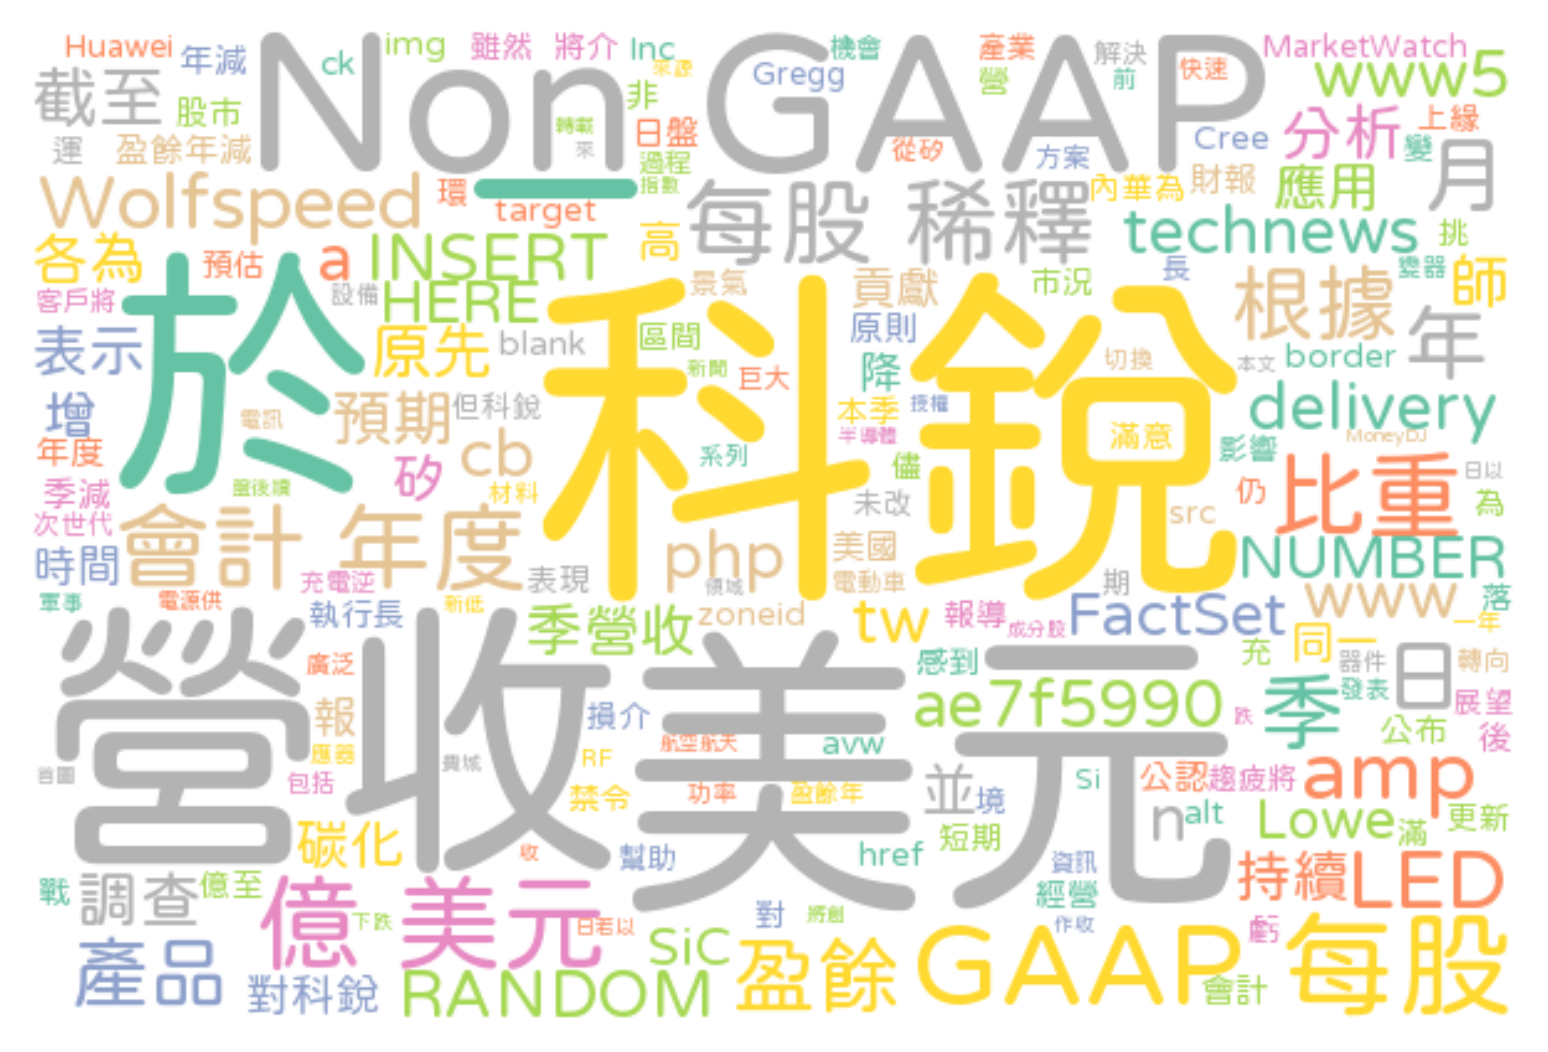 Huawei 年減 ck img 雖然 將介 Inc 來源 機會 產業 解決 MarketWatch
截至 股市 Non GAAP 非 Gregg 營 前 快速 www5
運 盈餘年減 轉載 來 日盤 過程 從矽 方案 Cree 分析 上緣 變 月
Wolfspeed 環 target 指數 每股 稀釋 內華為 財報 應用
各為 預估 a INSERT 高 technews 挑
客戶將 設備 HERE 景氣 貢獻 市況 長 根據 變器 師
於 科銳
表示 原先 blank 區間 原則 年
新聞 巨大 降 切換 本文 border
增 電訊 預期 但科銳 本季 授權 delivery
年度 矽 cb 系列 半導體 滿意 影響 MoneyDJ
季減 盤後讀 材料 儘 未改 src 仍 比重 日以 為
次世代 會計 年度 php 美國 NUMBER
時間 充電逆 表現 領域 電動車 期 www 落
軍事 電源供 執行長 新低 季營收 zoneid tw 報導 成分股 FactSet 同一 一年
營收美元
廣泛 感到 充 器件 日 轉向
報 損介 ae7f5990 跌 季 發表 展望
應器 航空航天 avw 公布 後
首圖 包括 費城 RF 禁令 功率 盈餘年 並 境 Si 公認 趨疲將 amp
碳化 收 幫助 href 短期 n alt Lowe 滿 更新
戰 調查 億至 億 美元 資訊 經營 持續 LED
下跌 日若以 對 將創 作收 虧
產品 對科銳 RANDOM SiC 盈餘 GAAP 會計 每股